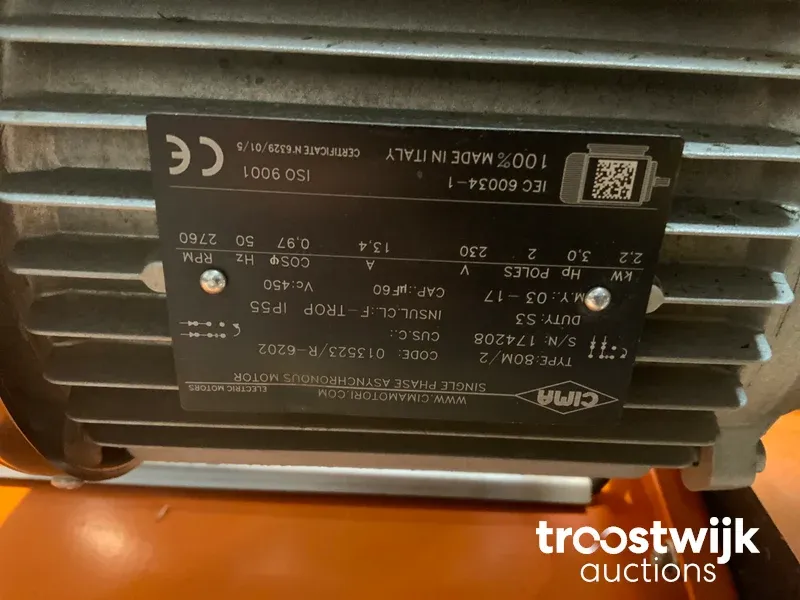 CIMA
WWW.CIMAMOTORI.COM
SINGLE PHASE ASYNCHRONOUS MOTOR
ELECTRIC MOTORS
TYPE: 80M/2
CODE: 013523/R-6202
S/N: 174208
CUS.C.:
DUTY: S3
INSUL.CL: F-TROP IP55
M.Y.: 03-17
CAP.: µF60
Vc: 450
kW Hp POLES V A COSφ Hz RPM
2,2 3,0 2 230 13,4 0,97 50 2760
IEC 60034-1
ISO 9001
100% MADE IN ITALY
CERTIFICATE N°6329/01/S
CE
troostwijk
auctions